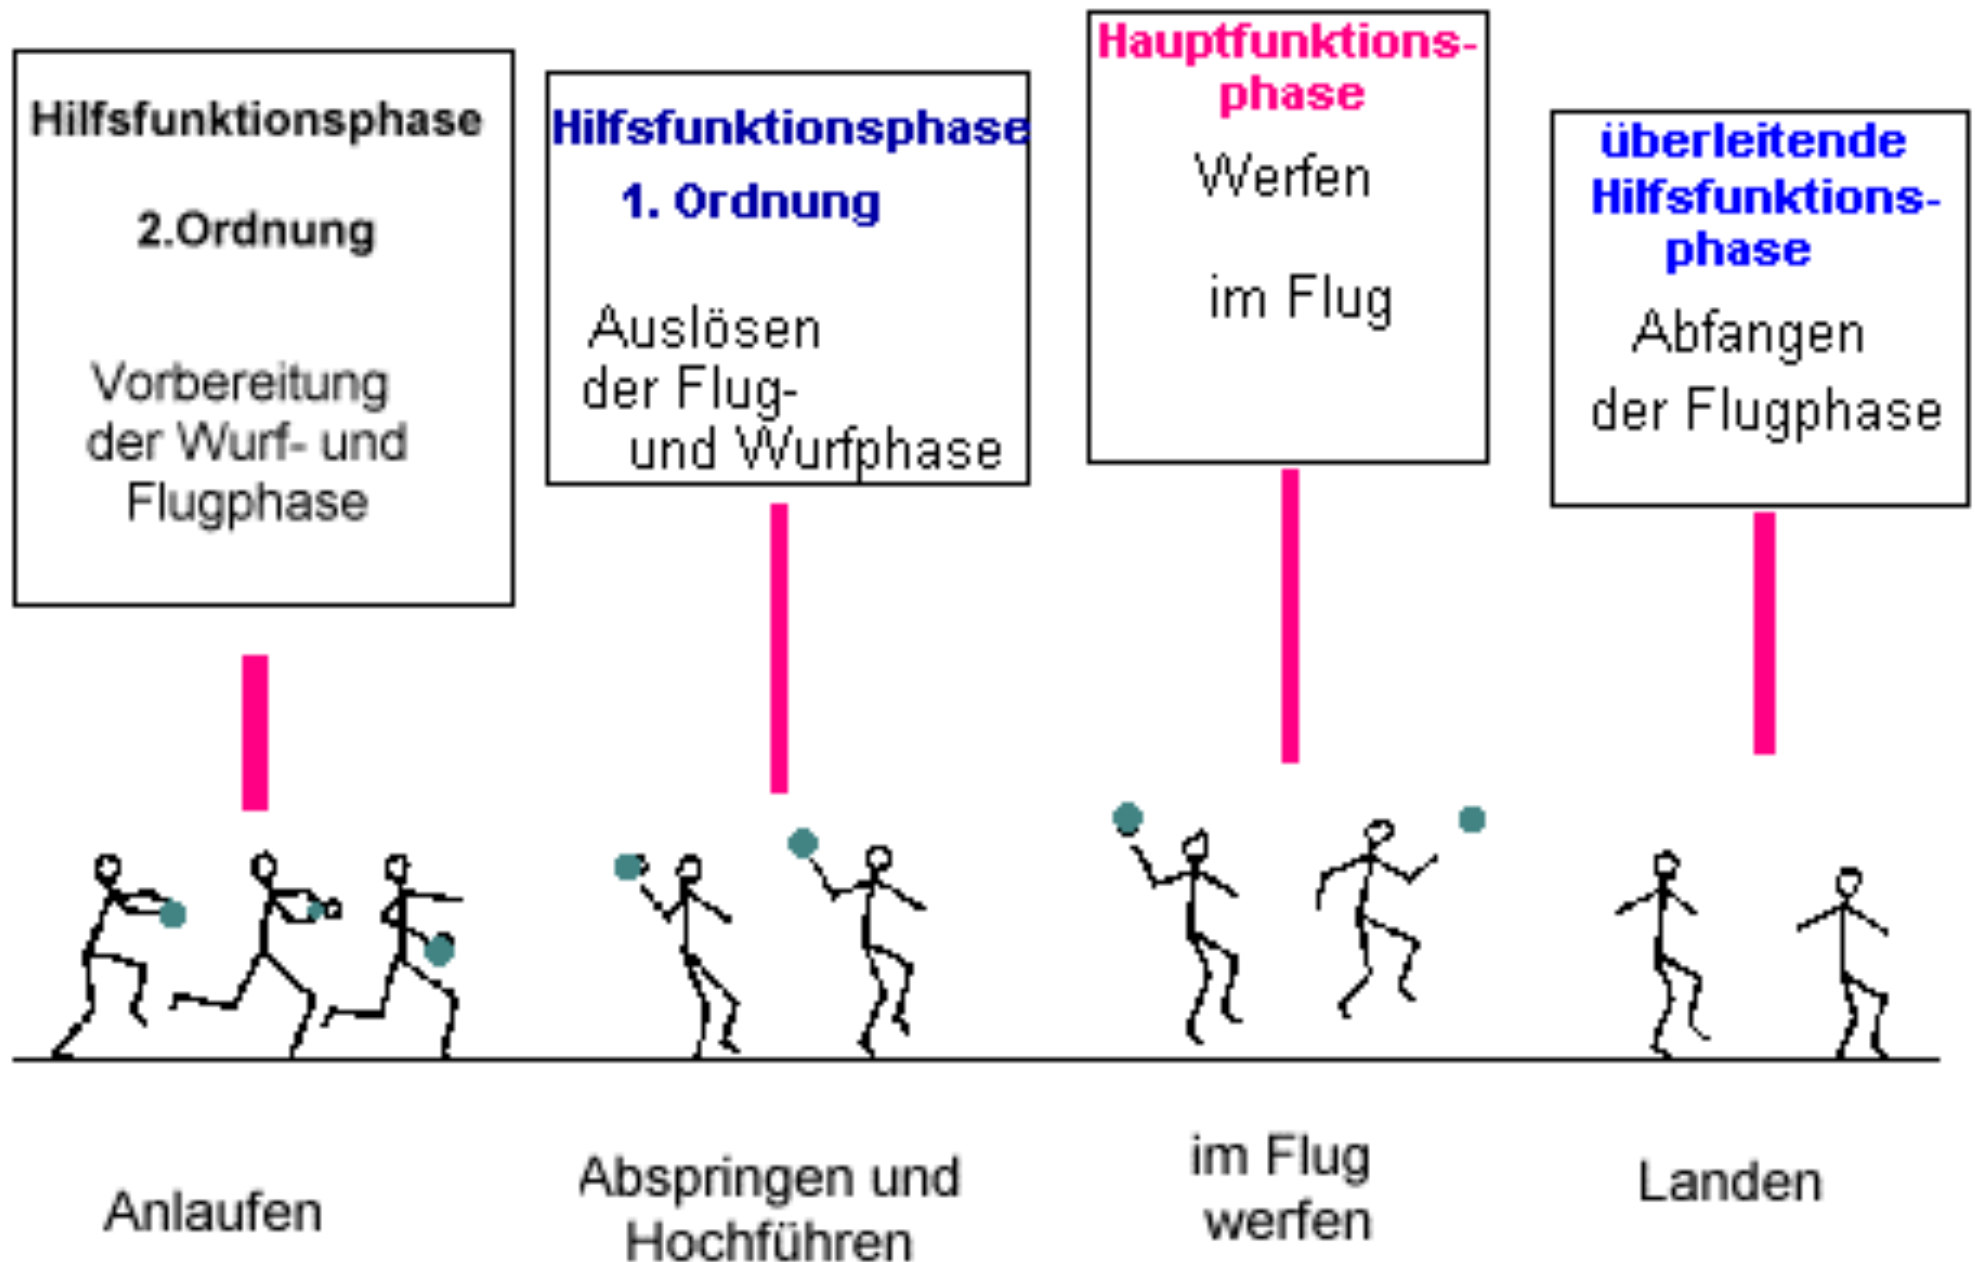 Hilfsfunktionsphase
2.Ordnung
Vorbereitung
der Wurf- und
Flugphase
Hilfsfunktionsphase
1. Ordnung
Auslösen
der Flug-
und Wurfphase
Hauptfunktions-
phase
Werfen
im Flug
überleitende
Hilfsfunktions-
phase
Abfangen
der Flugphase
Anlaufen
Abspringen und
Hochführen
im Flug
werfen
Landen